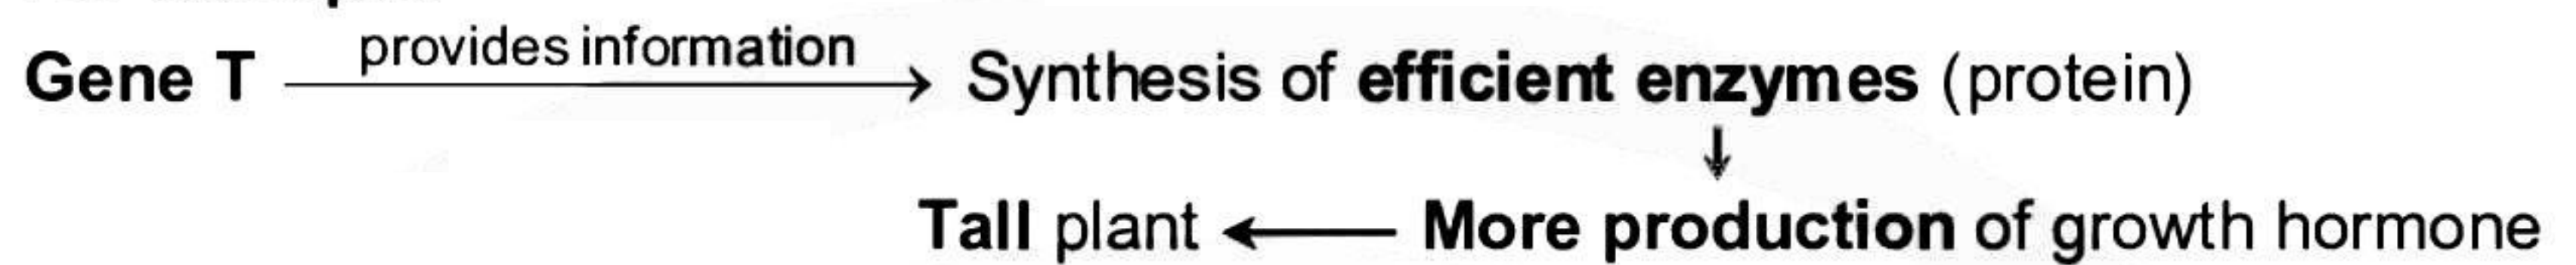 provides information
Gene T → Synthesis of efficient enzymes (protein)
↓
Tall plant ← More production of growth hormone